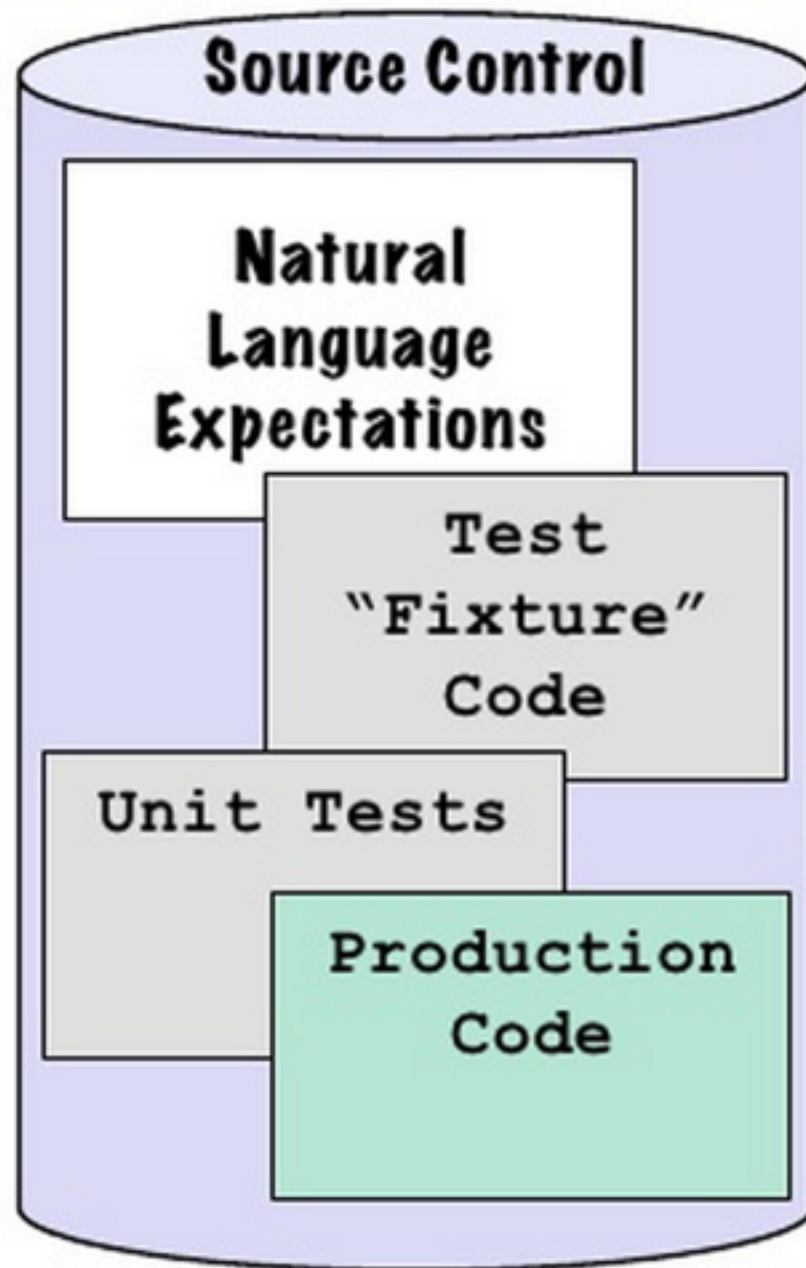 Source Control
Natural
Language
Expectations
Test
“Fixture”
Code
Unit Tests
Production
Code